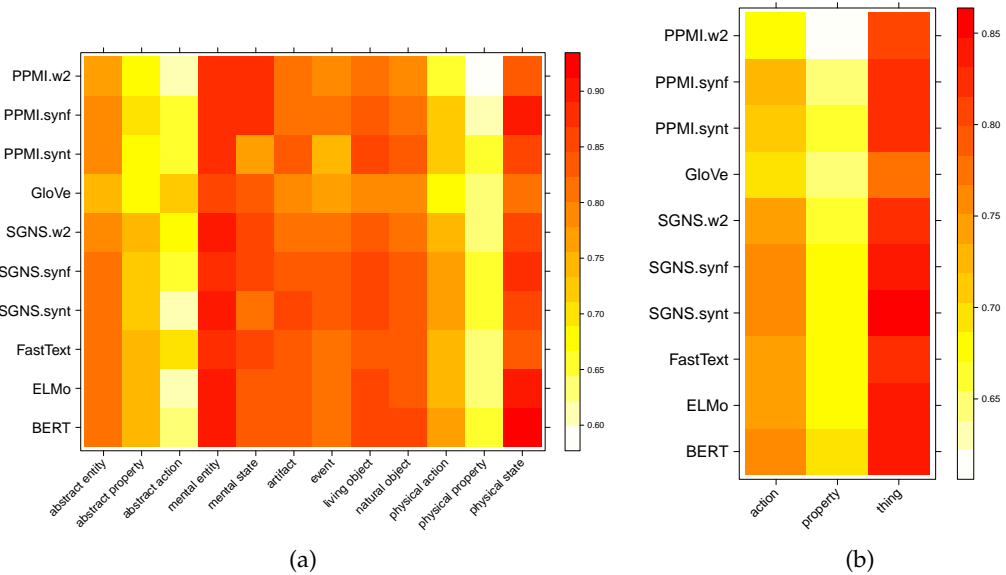 PPMI.w2
PPMI.synf
PPMI.synt
GloVe
SGNS.w2
SGNS.synf
SGNS.synt
FastText
ELMo
BERT
abstract entity
abstract property
abstract action
mental entity
mental state
artifact
event
living object
natural object
physical action
physical property
physical state
0.90
0.85
0.80
0.75
0.70
0.65
0.60
(a)
PPMI.w2
PPMI.synf
PPMI.synt
GloVe
SGNS.w2
SGNS.synf
SGNS.synt
FastText
ELMo
BERT
action
property
thing
0.85
0.80
0.75
0.70
0.65
(b)